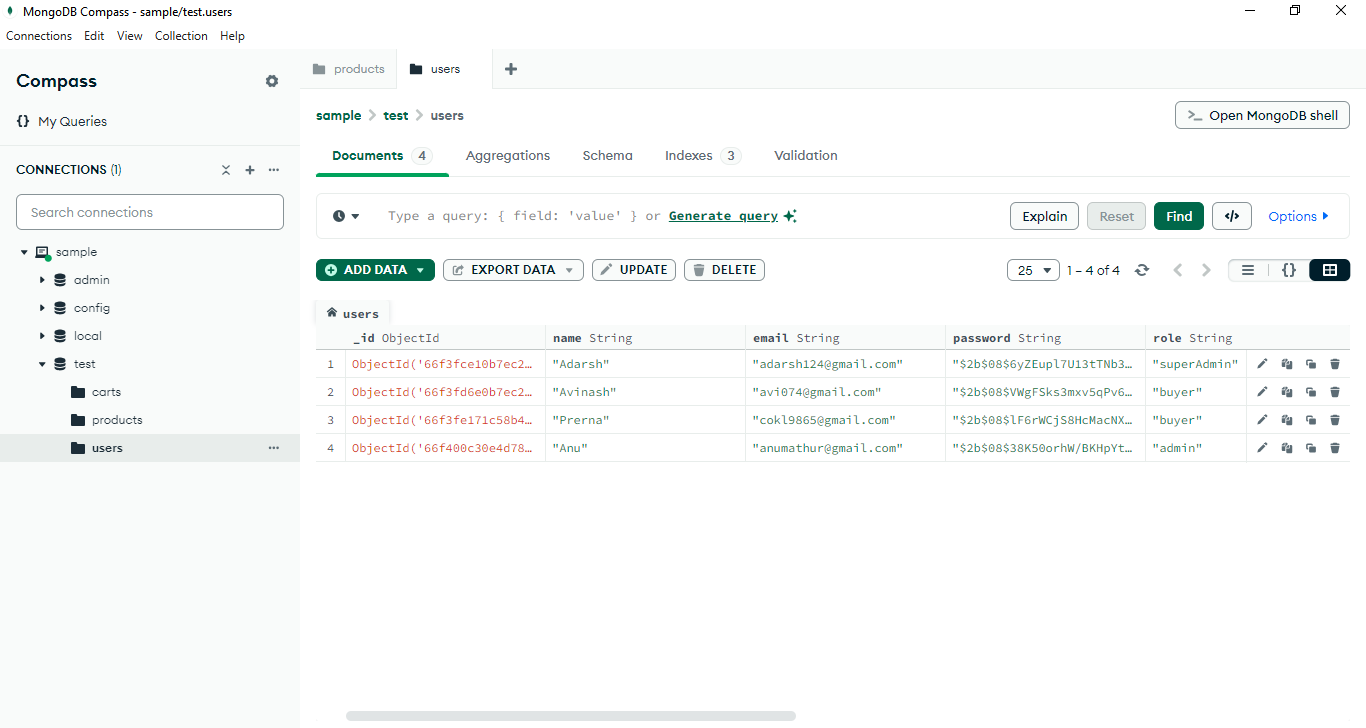 MongoDB Compass - sample/test.users
Connections Edit View Collection Help
Compass
{} My Queries
CONNECTIONS (1)
Search connections
sample
admin
config
local
test
carts
products
users
products users
sample > test > users
>_ Open MongoDB shell
Documents 4 Aggregations Schema Indexes 3 Validation
Type a query: { field: 'value' } or Generate query
Explain Reset Find </> Options
ADD DATA EXPORT DATA UPDATE DELETE
25 1 – 4 of 4 {}
users
_id ObjectId name String email String password String role String
1 ObjectId('66f3fce10b7ec2… "Adarsh" "adarsh124@gmail.com" "$2b$08$6yZEupl7U13tTNb3… "superAdmin"
2 ObjectId('66f3fd6e0b7ec2… "Avinash" "avi074@gmail.com" "$2b$08$VWgFSks3mxv5qPv6… "buyer"
3 ObjectId('66f3fe171c58b4… "Prerna" "cokl9865@gmail.com" "$2b$08$lF6rWCjS8HcMacNX… "buyer"
4 ObjectId('66f400c30e4d78… "Anu" "anumathur@gmail.com" "$2b$08$38K50orhW/BKHpYt… "admin"